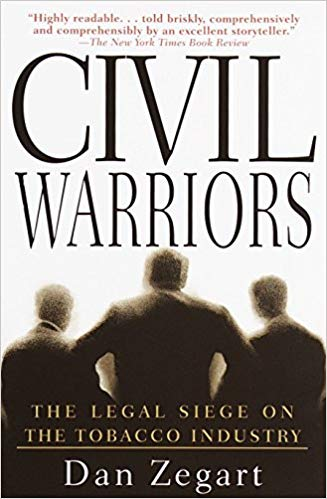 “Highly readable. . . told briskly, comprehensively
and comprehensibly by an excellent storyteller.”
—The New York Times Book Review
CIVIL
WARRIORS
THE LEGAL SIEGE ON
THE TOBACCO INDUSTRY
Dan Zegart